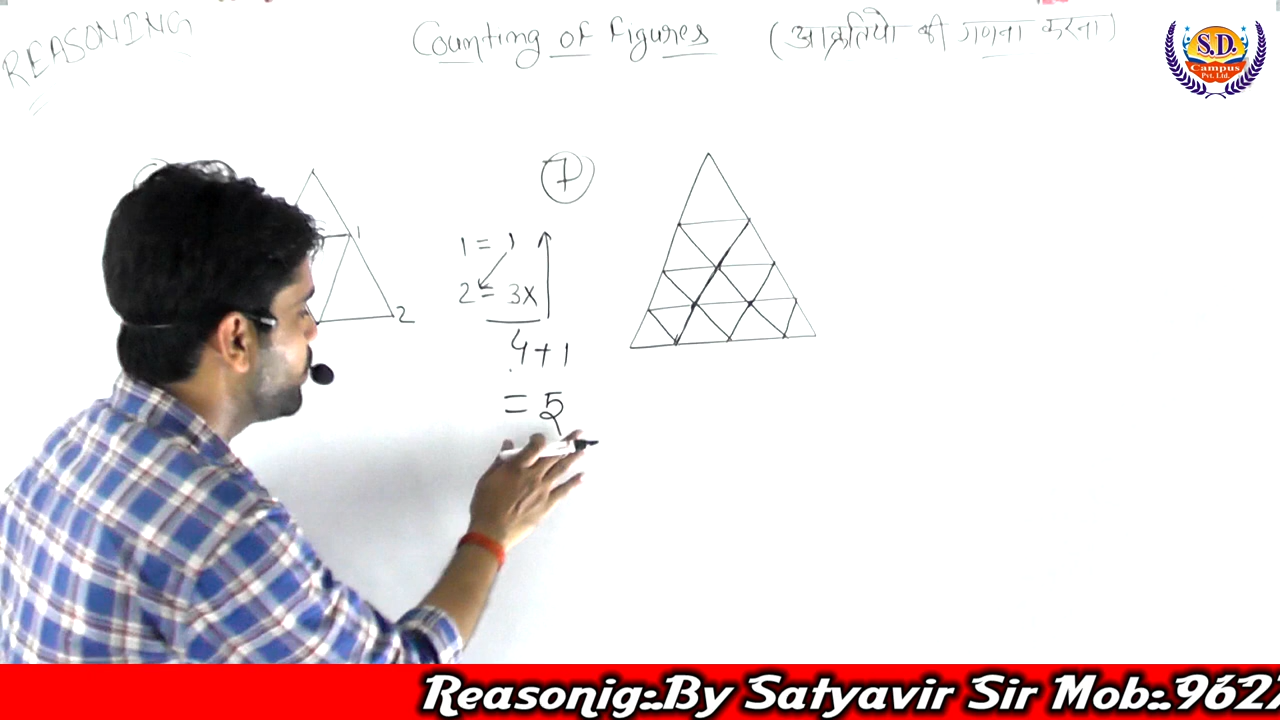 REASONING
Counting of Figures (आक्रतियो की गणना करना)
S.D.
Campus
Pvt. Ltd.
1
2
7
1 = 1
2 = 3x
4 + 1
= 5
Reasonig:.By Satyavir Sir Mob:.962